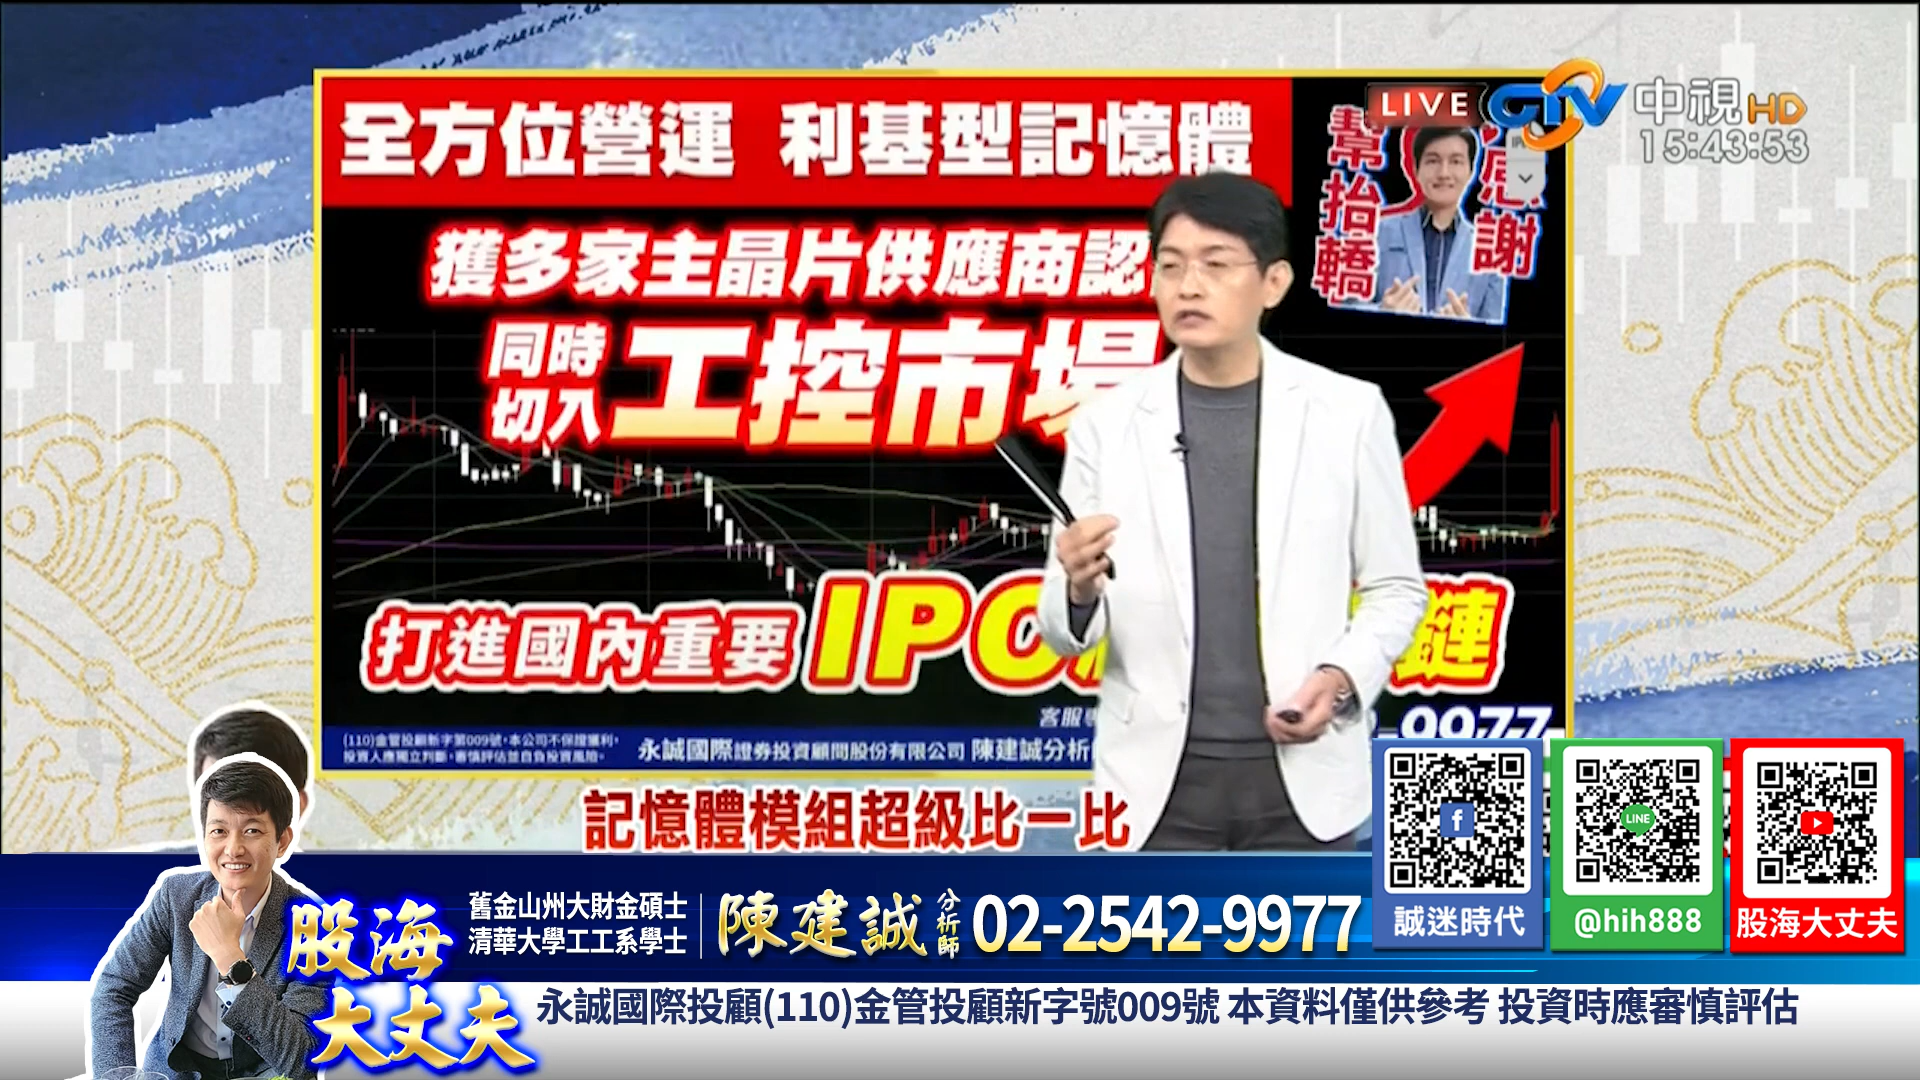 全方位營運 利基型記憶體
LIVE CTV 中視HD
15:43:53
幫抬轎
感謝
獲多家主晶片供應商認
同時切入
工控市場
打進國內重要IPC
鏈
客服
-9977
(110)金管投顧新字第009號,本公司不保證獲利,
投資人應獨立判斷,審慎評估並自負投資風險。
永誠國際證券投資顧問股份有限公司 陳建誠分析
記憶體模組超級比一比
股海
大丈夫
舊金山州大財金碩士
清華大學工工系學士
陳建誠 分析師 02-2542-9977
誠迷時代
LINE
@hih888
股海大丈夫
永誠國際投顧(110)金管投顧新字號009號 本資料僅供參考 投資時應審慎評估